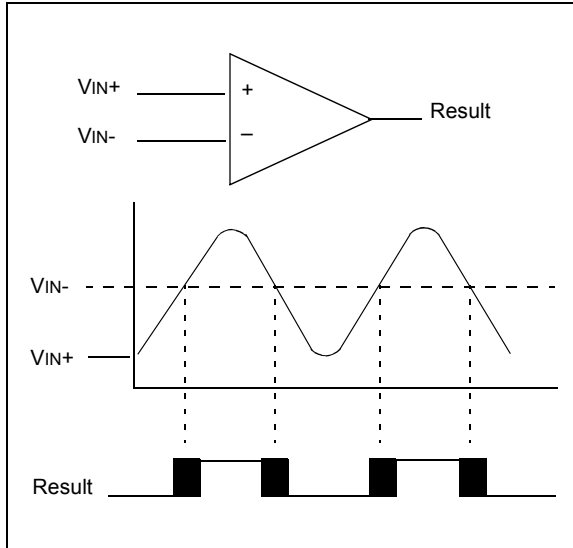 VIN+
+
Result
VIN-
–
VIN-
VIN+
Result